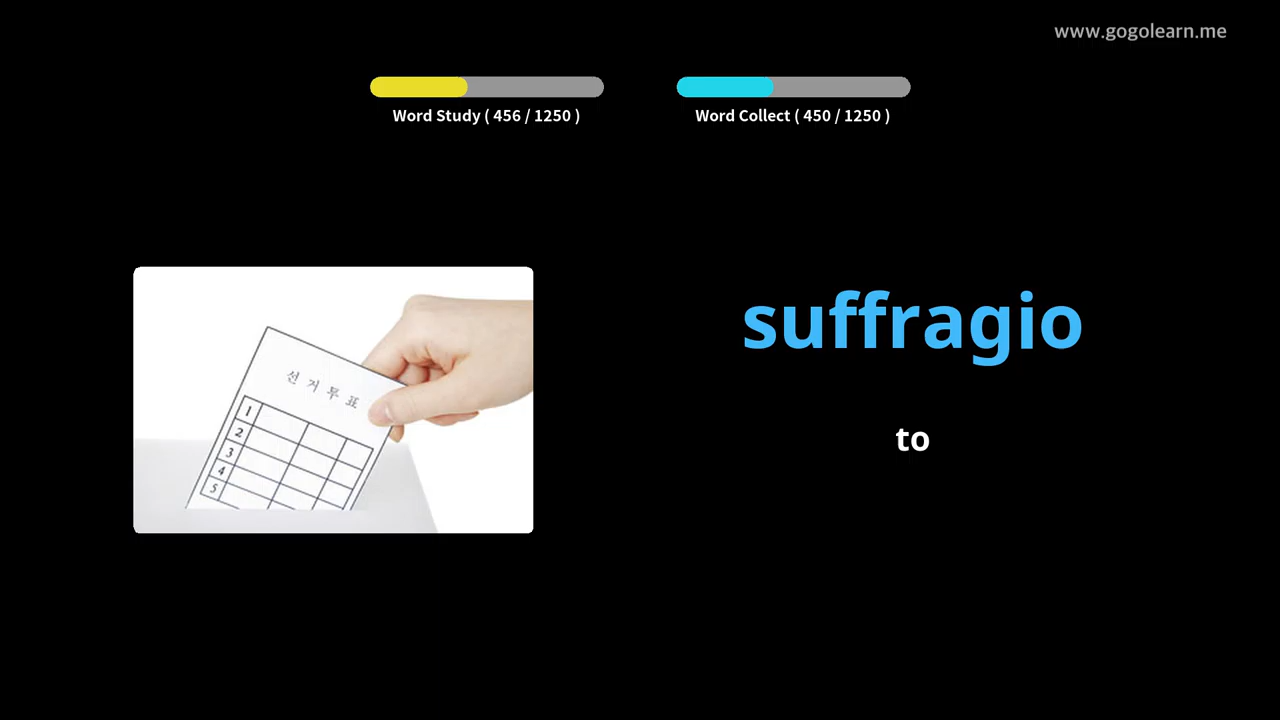 www.gogolearn.me
Word Study ( 456 / 1250 )
Word Collect ( 450 / 1250 )
suffragio
to
선거투표
1
2
3
4
5